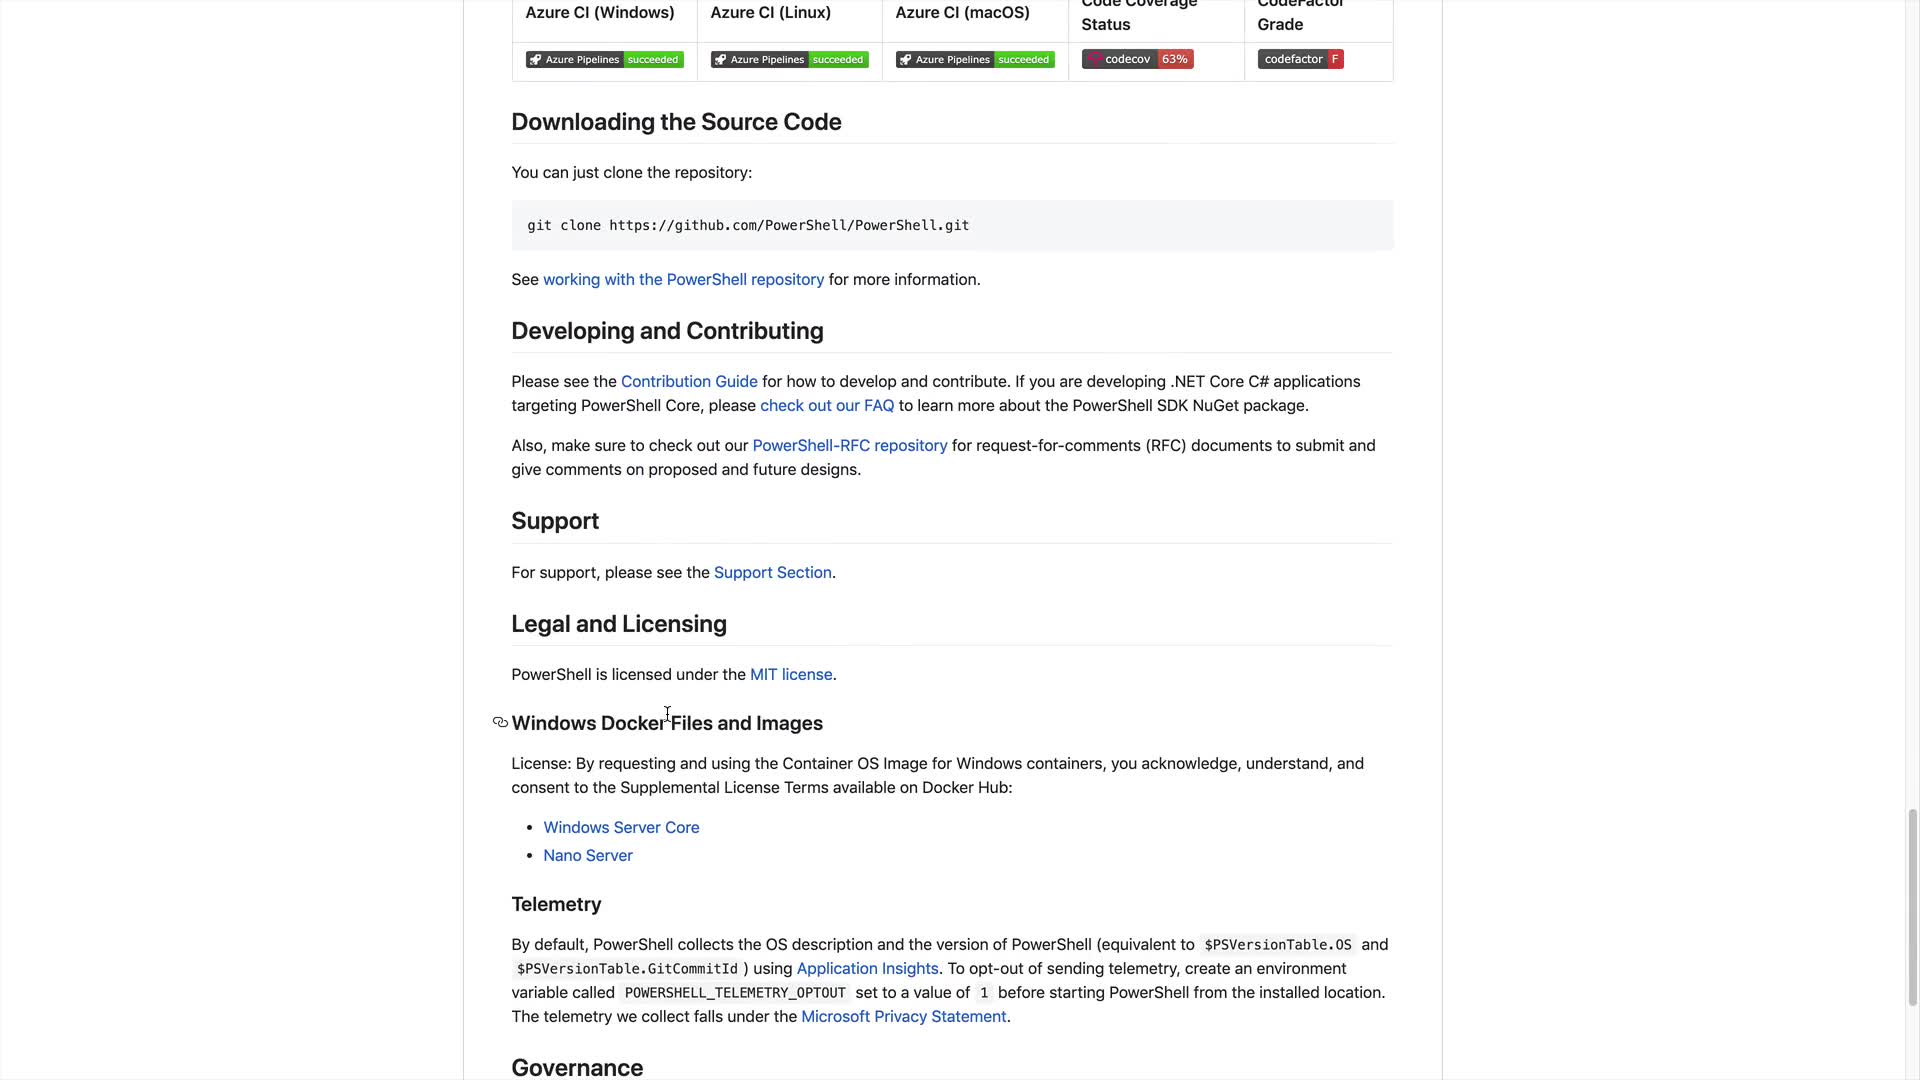 Azure CI (Windows)
Azure CI (Linux)
Azure CI (macOS)
Code Coverage
Status
CodeFactor
Grade
Azure Pipelines succeeded
Azure Pipelines succeeded
Azure Pipelines succeeded
codecov 63%
codefactor F
Downloading the Source Code
You can just clone the repository:
git clone https://github.com/PowerShell/PowerShell.git
See working with the PowerShell repository for more information.
Developing and Contributing
Please see the Contribution Guide for how to develop and contribute. If you are developing .NET Core C# applications
targeting PowerShell Core, please check out our FAQ to learn more about the PowerShell SDK NuGet package.
Also, make sure to check out our PowerShell-RFC repository for request-for-comments (RFC) documents to submit and
give comments on proposed and future designs.
Support
For support, please see the Support Section.
Legal and Licensing
PowerShell is licensed under the MIT license.
Windows Docker Files and Images
License: By requesting and using the Container OS Image for Windows containers, you acknowledge, understand, and
consent to the Supplemental License Terms available on Docker Hub:
• Windows Server Core
• Nano Server
Telemetry
By default, PowerShell collects the OS description and the version of PowerShell (equivalent to $PSVersionTable.OS and
$PSVersionTable.GitCommitId ) using Application Insights. To opt-out of sending telemetry, create an environment
variable called POWERSHELL_TELEMETRY_OPTOUT set to a value of 1 before starting PowerShell from the installed location.
The telemetry we collect falls under the Microsoft Privacy Statement.
Governance